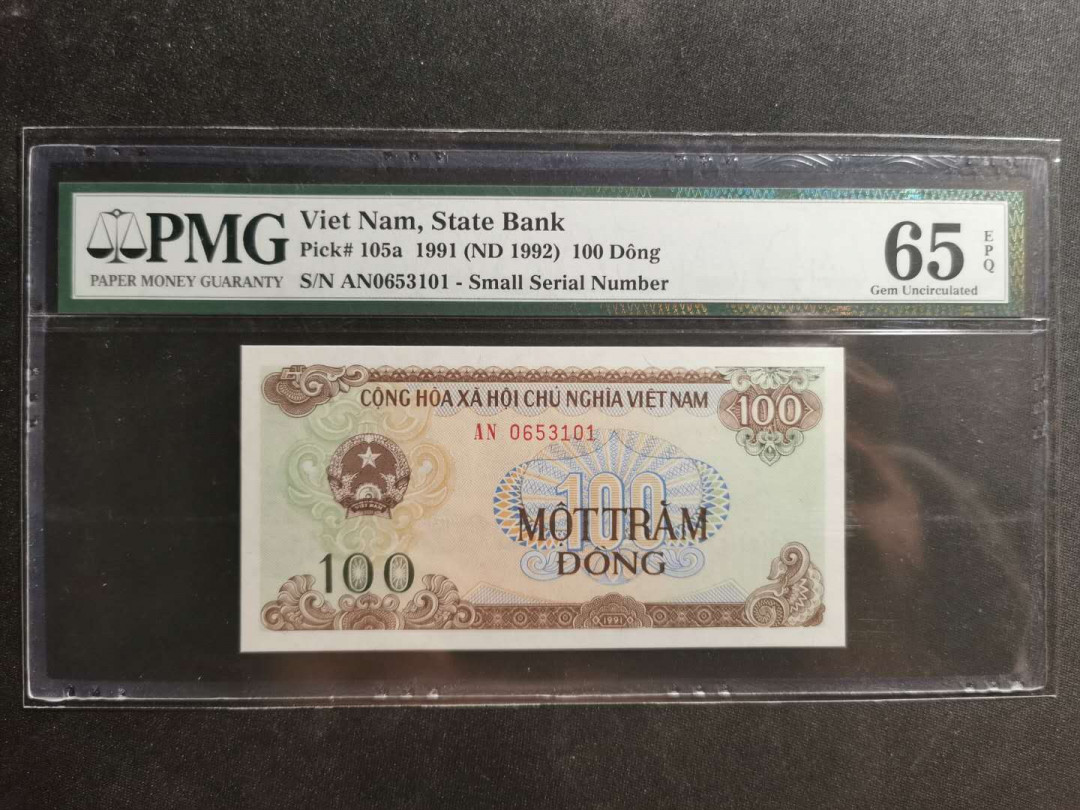 PMG
PAPER MONEY GUARANTY
Viet Nam, State Bank
Pick# 105a 1991 (ND 1992) 100 Dông
S/N AN0653101 - Small Serial Number
65
EPQ
Gem Uncirculated
CỘNG HÒA XÃ HỘI CHỦ NGHĨA VIỆT NAM
100
AN 0653101
100
MỘT TRĂM
ĐỒNG
100
1991